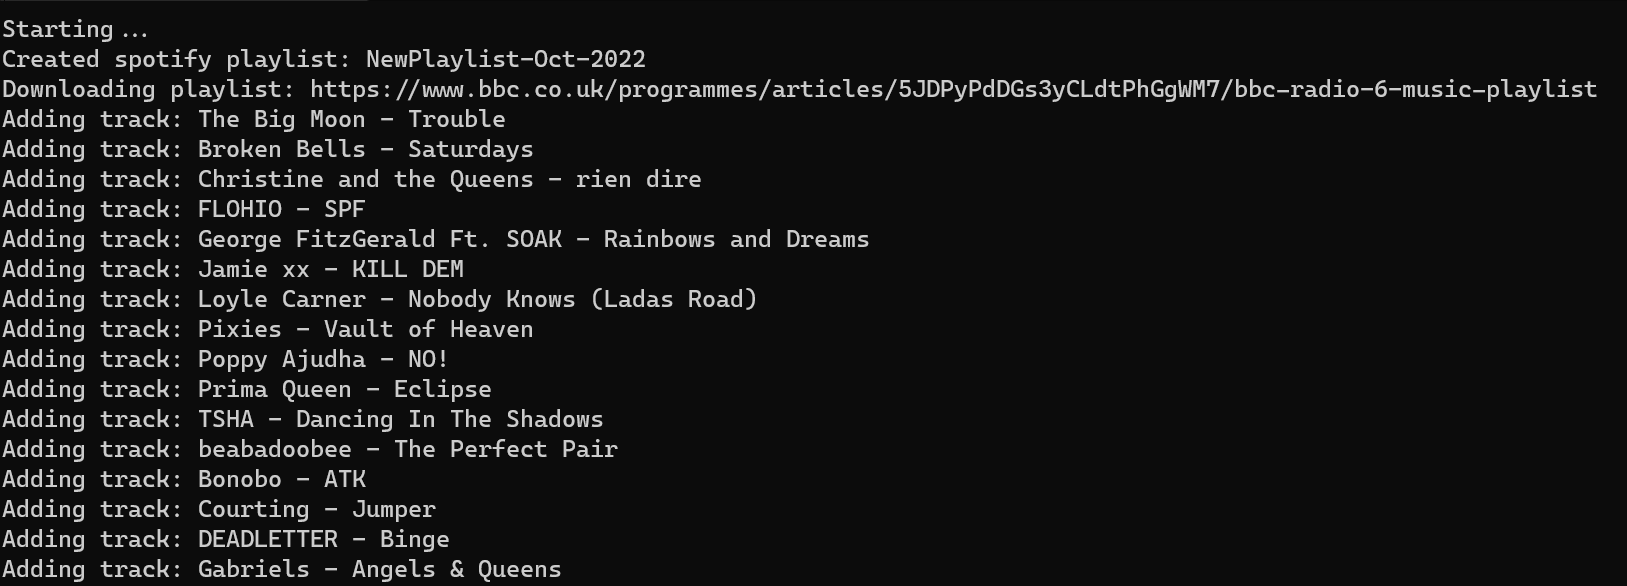 Starting...
Created spotify playlist: NewPlaylist-Oct-2022
Downloading playlist: https://www.bbc.co.uk/programmes/articles/5JDPyPdDGs3yCLdtPhGgWM7/bbc-radio-6-music-playlist
Adding track: The Big Moon - Trouble
Adding track: Broken Bells - Saturdays
Adding track: Christine and the Queens - rien dire
Adding track: FLOHIO - SPF
Adding track: George FitzGerald Ft. SOAK - Rainbows and Dreams
Adding track: Jamie xx - KILL DEM
Adding track: Loyle Carner - Nobody Knows (Ladas Road)
Adding track: Pixies - Vault of Heaven
Adding track: Poppy Ajudha - NO!
Adding track: Prima Queen - Eclipse
Adding track: TSHA - Dancing In The Shadows
Adding track: beabadoobee - The Perfect Pair
Adding track: Bonobo - ATK
Adding track: Courting - Jumper
Adding track: DEADLETTER - Binge
Adding track: Gabriels - Angels & Queens